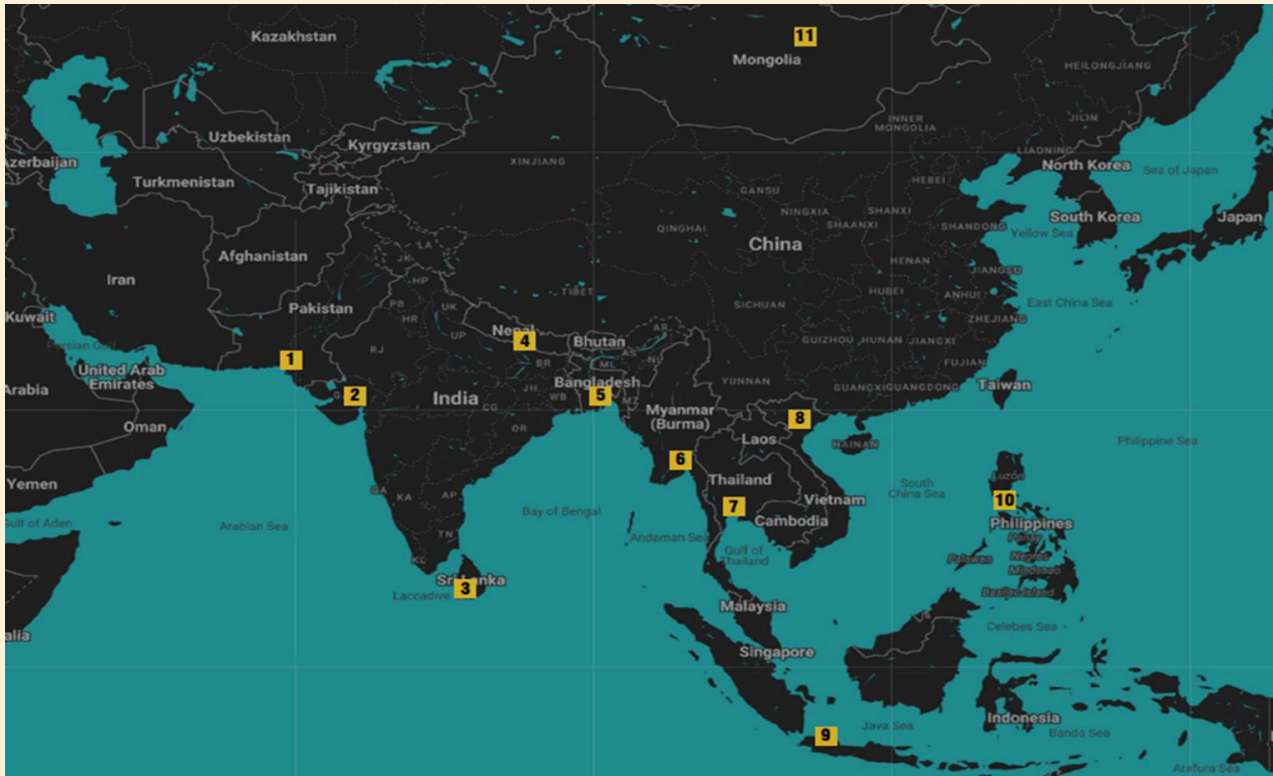 11
Kazakhstan
Mongolia
HEILONGJIANG
JILIN
INNER
MONGOLIA
Uzbekistan
Kyrgyzstan
LIAONING
Azerbaijan
XINJIANG
North Korea
Sea of Japan
Turkmenistan
Tajikistan
GANSU
HEBEI
NINGXIA
SHANXI
SHAANXI
SHANDONG
South Korea
Japan
QINGHAI
Yellow Sea
LA
China
Afghanistan
JK
HENAN
JIANGSU
Iran
HP
TIBET
HUBEI
ANHUI
East China Sea
Pakistan
PB
UK
SICHUAN
Kuwait
HR
ZHEJIANG
Persian Gulf
Nepal
4
UP
AR
GUIZHOU
HUNAN
JIANGXI
Bhutan
RJ
AS
1
BR
ML
FUJIAN
United Arab
Emirates
Bangladesh
YUNNAN
Taiwan
Arabia
JH
GUANGXI
GUANGDONG
2
India
WB
5
MZ
CG
Myanmar
(Burma)
8
Oman
OR
Laos
HAINAN
Philippine Sea
6
Thailand
Luzon
Yemen
GA
KA
AP
South
China Sea
Vietnam
10
7
Bay of Bengal
Gulf of Aden
Arabian Sea
Cambodia
Philippines
TN
Andaman Sea
Panay
Gulf of
Thailand
Palawan
Negros
KL
Mindanao
Sri Lanka
3
Laccadive
Basilan Island
Malaysia
alia
Celebes Sea
Singapore
Indonesia
9
Java Sea
Banda Sea
Arafura Sea